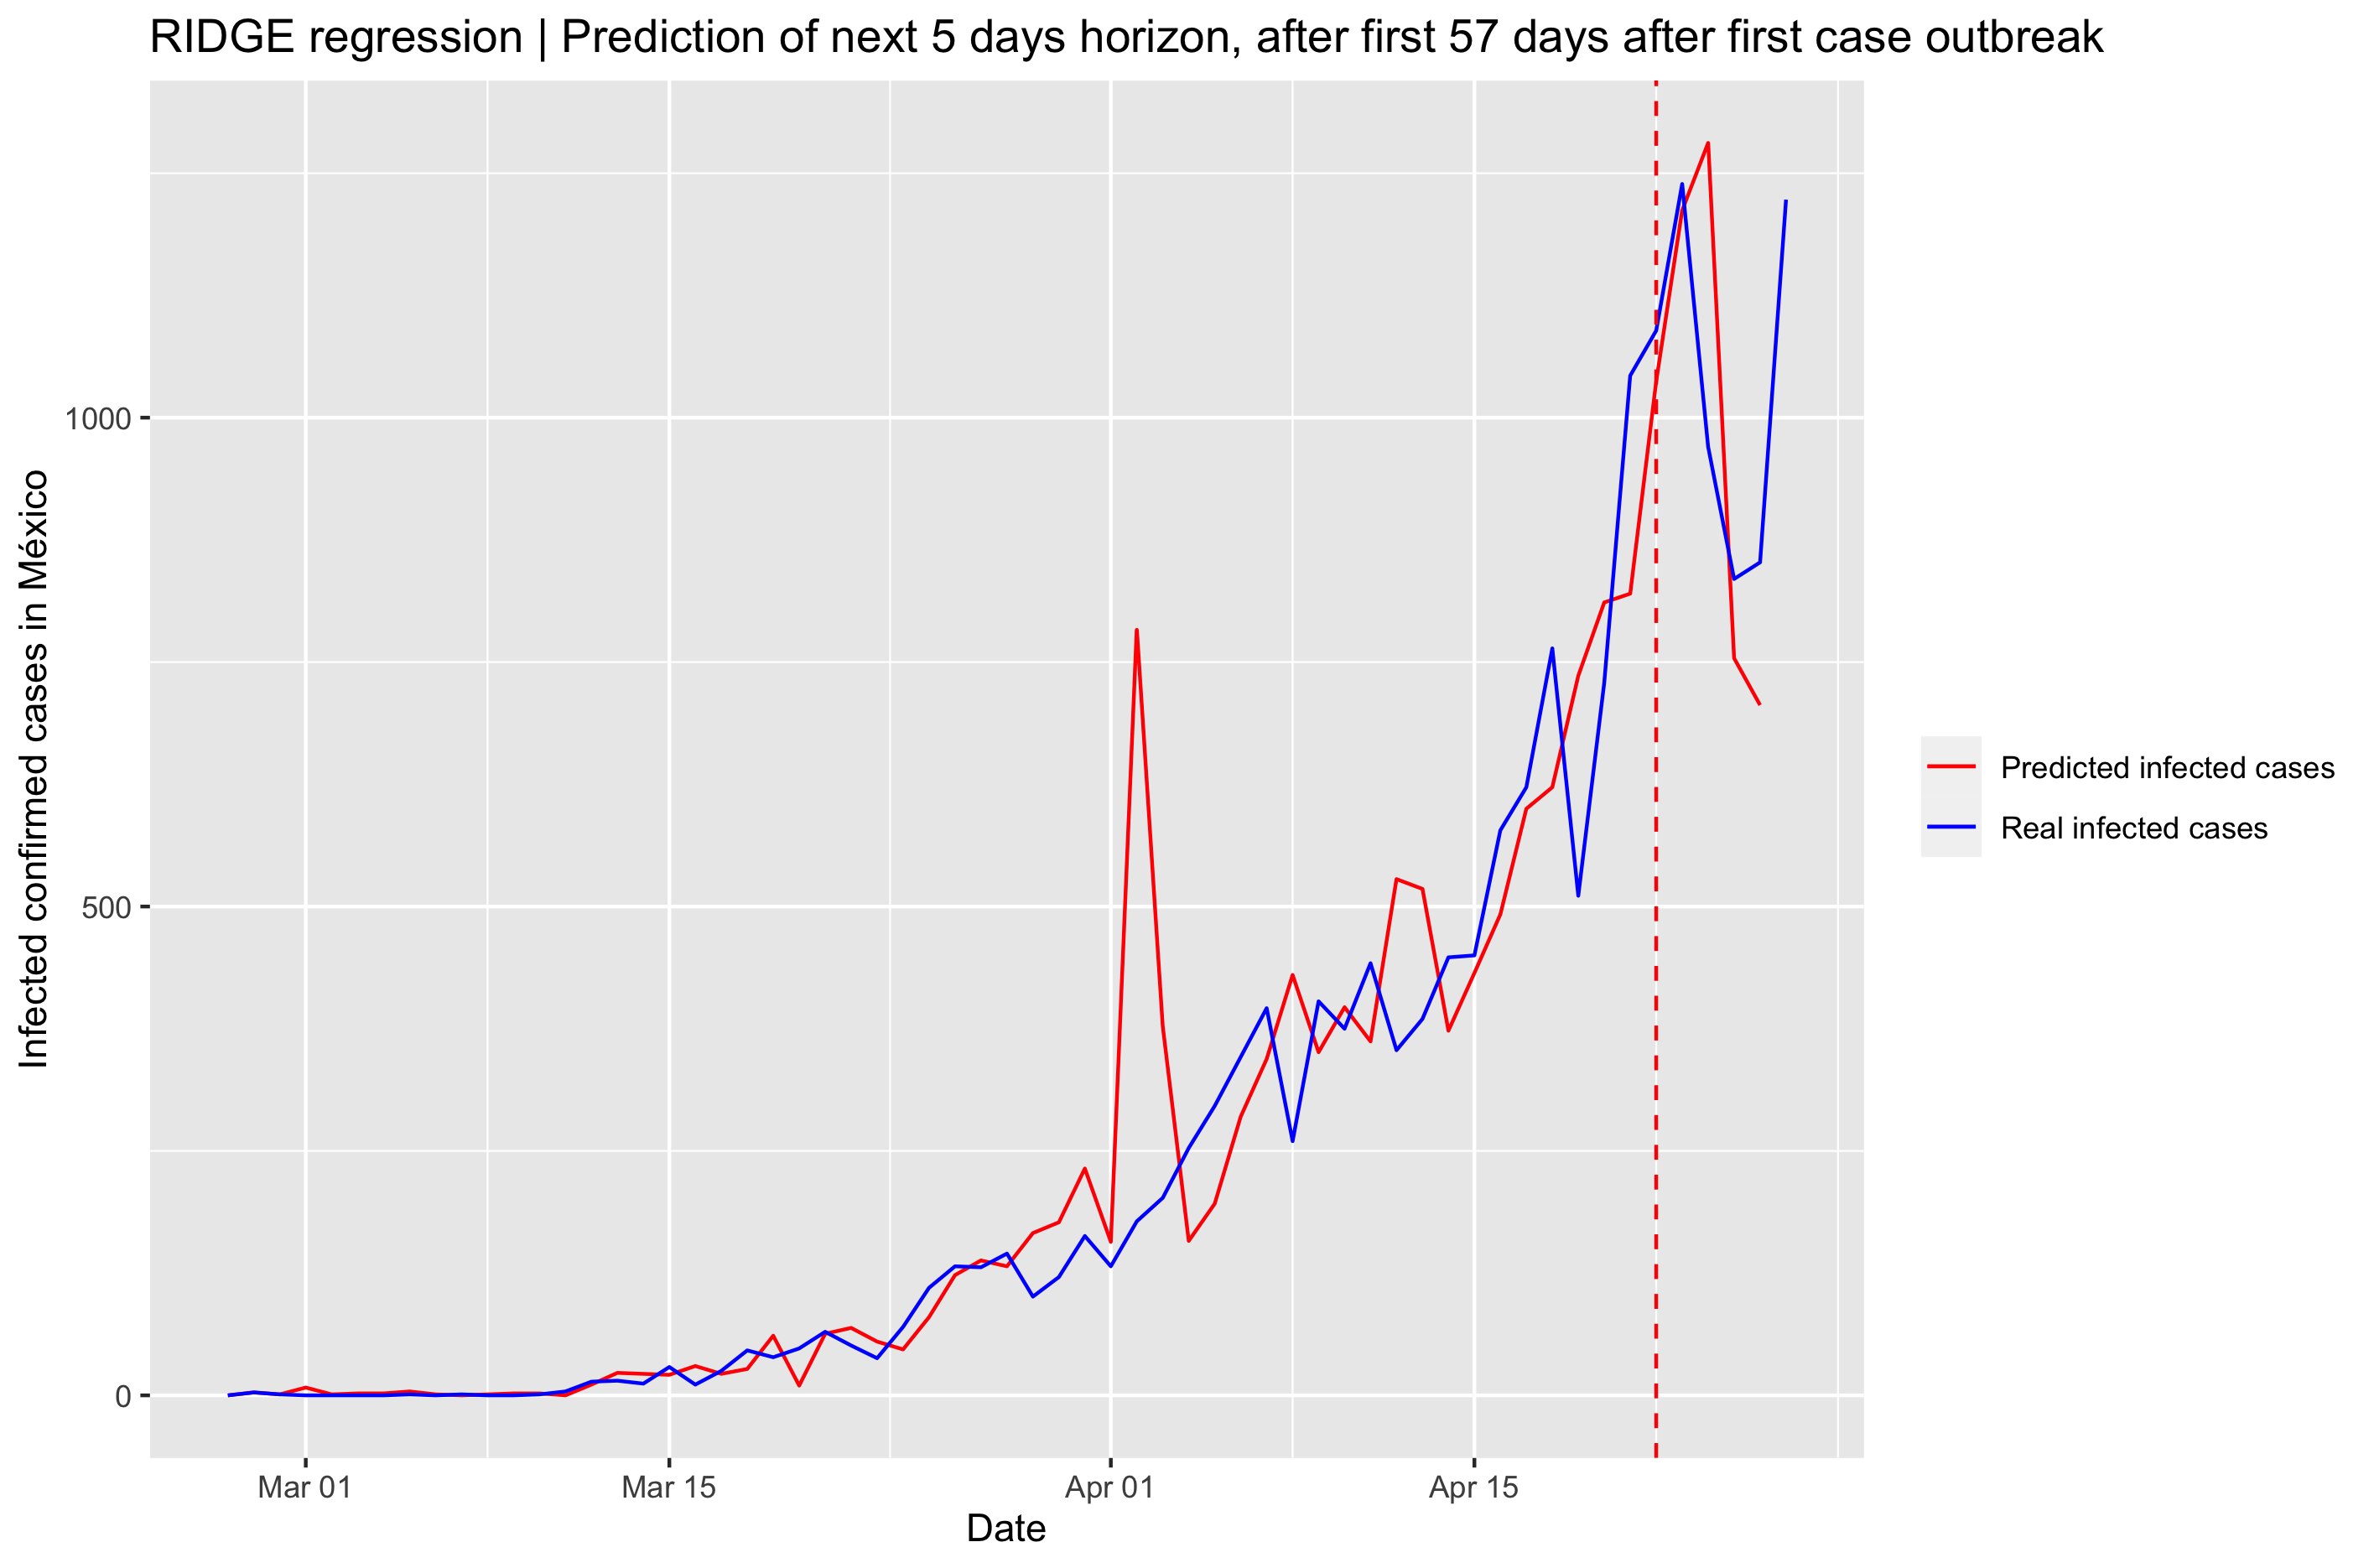 RIDGE regression | Prediction of next 5 days horizon, after first 57 days after first case outbreak
Infected confirmed cases in México
1000
500
0
Mar 01
Mar 15
Apr 01
Apr 15
Date
Predicted infected cases
Real infected cases